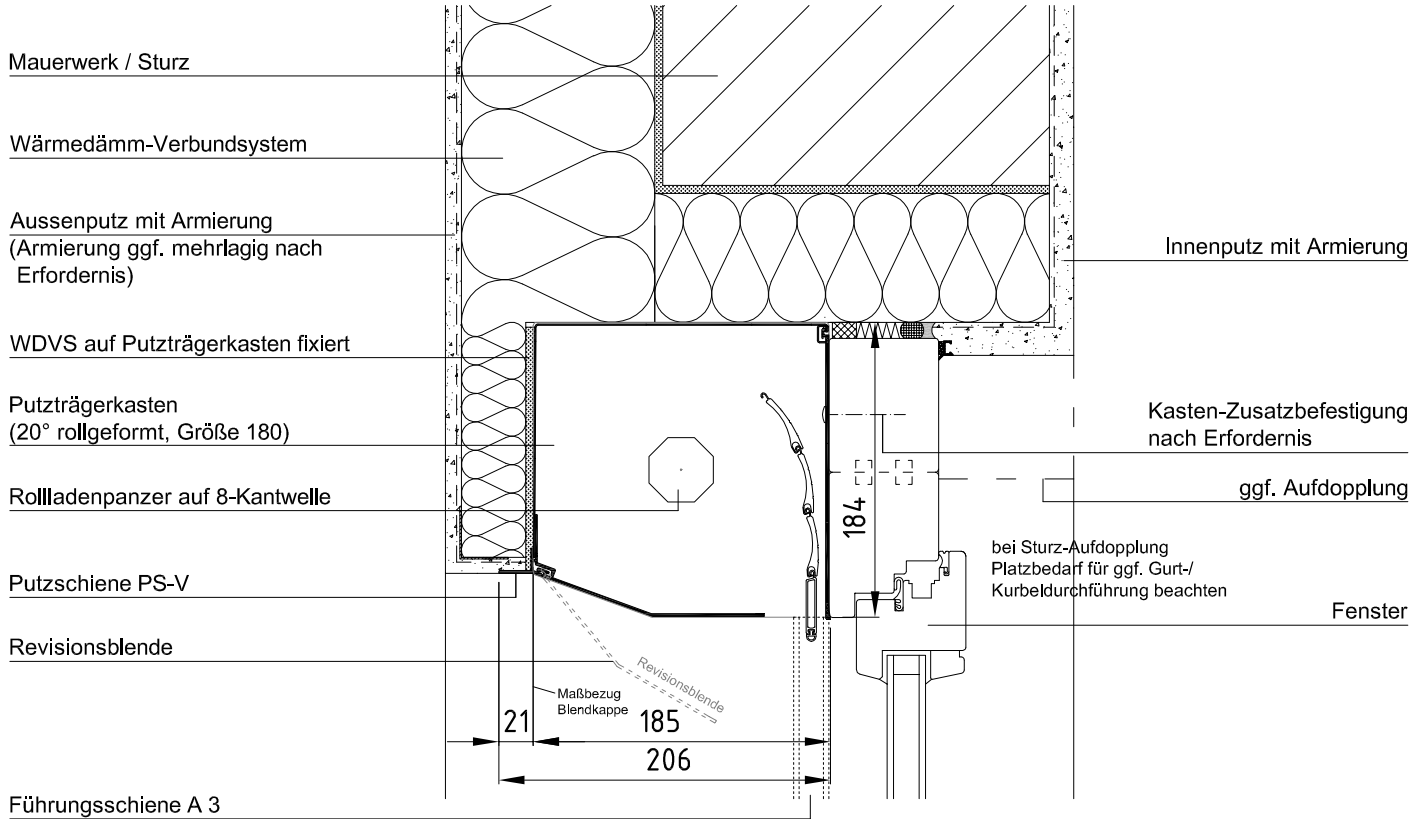 Mauerwerk / Sturz
Wärmedämm-Verbundsystem
Aussenputz mit Armierung
(Armierung ggf. mehrlagig nach
Erfordernis)
WDVS auf Putzträgerkasten fixiert
Putzträgerkasten
(20° rollgeformt, Größe 180)
Rollladenpanzer auf 8-Kantwelle
Putzschiene PS-V
Revisionsblende
Führungsschiene A 3
Revisionsblende
Maßbezug
Blendkappe
21
185
206
184
Innenputz mit Armierung
Kasten-Zusatzbefestigung
nach Erfordernis
ggf. Aufdopplung
bei Sturz-Aufdopplung
Platzbedarf für ggf. Gurt-/
Kurbeldurchführung beachten
Fenster